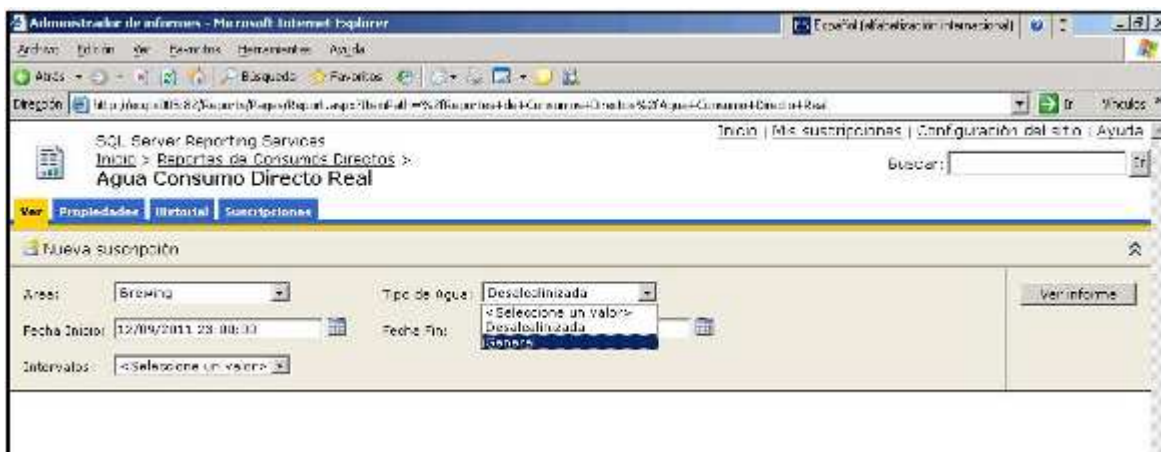 Administrador de informes - Microsoft Internet Explorer
Español (alfabetización internacional)
Archivo Edición Ver Favoritos Herramientas Ayuda
Atrás Búsqueda Favoritos
Dirección Ir Vínculos
SQL Server Reporting Services
Inicio | Mis suscripciones | Configuración del sitio | Ayuda
Inicio > Reportes de Consumos Directos >
Agua Consumo Directo Real
Buscar: Ir
Ver Propiedades Historial Suscripciones
Nueva suscripción
Area: Brewing Tipo de Agua: Desalcalinizada Ver informe
<Seleccione un valor>
Fecha Inicio: 12/09/2011 23:00:00 Fecha Fin: Desalcalinizada
General
Intervalos: <Seleccione un valor>